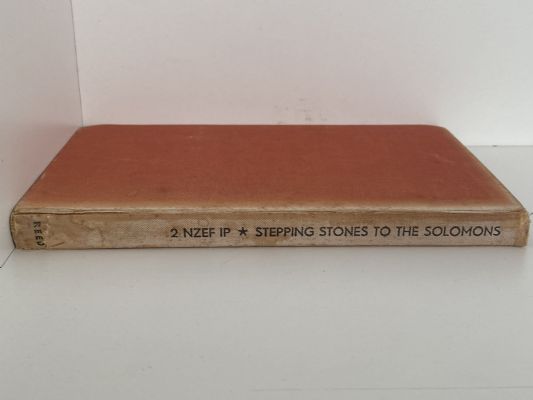 2 NZEF IP ★ STEPPING STONES TO THE SOLOMONS
REED